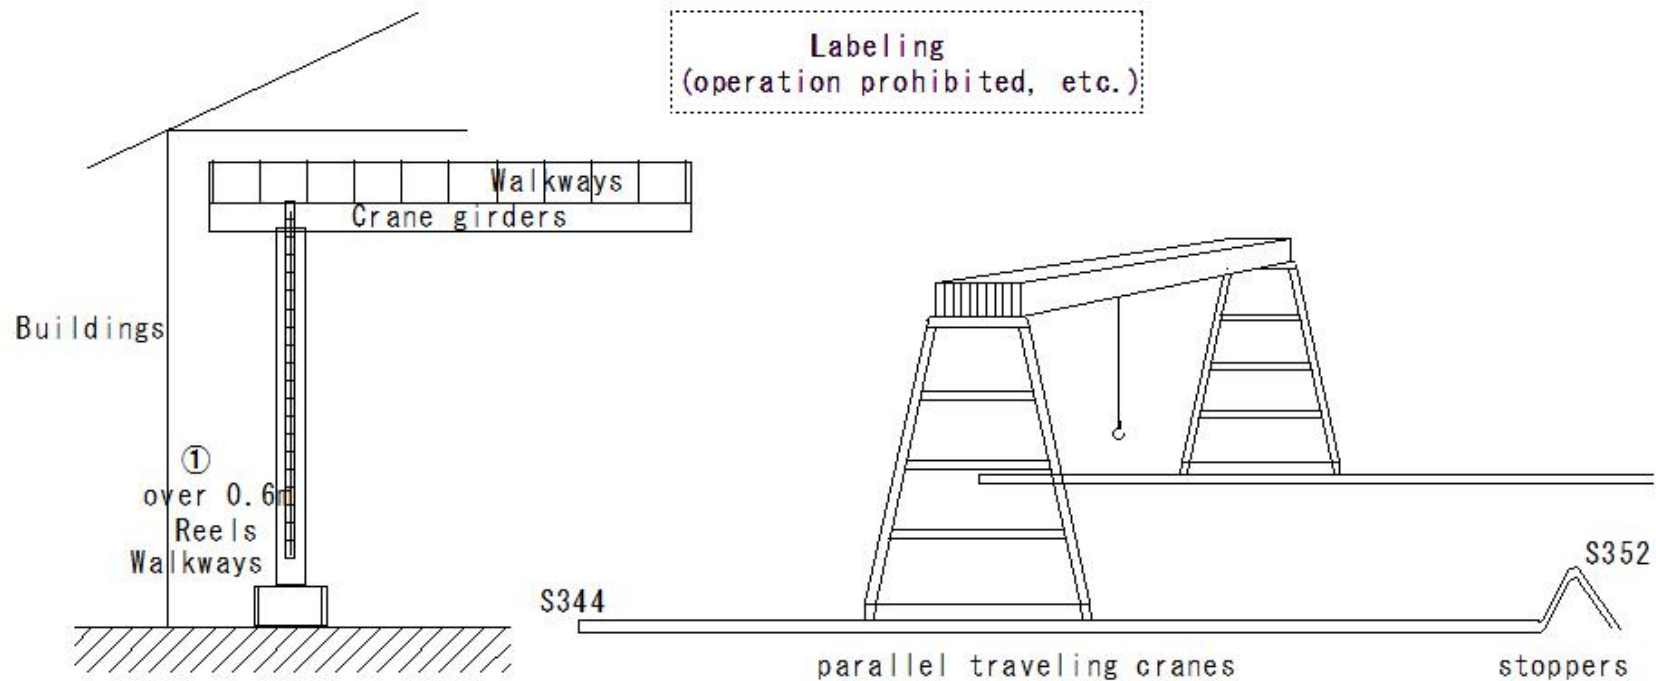 Labeling
(operation prohibited, etc.)
Walkways
Crane girders
Buildings
①
over 0.6m
Reels
Walkways
S344
S352
parallel traveling cranes
stoppers